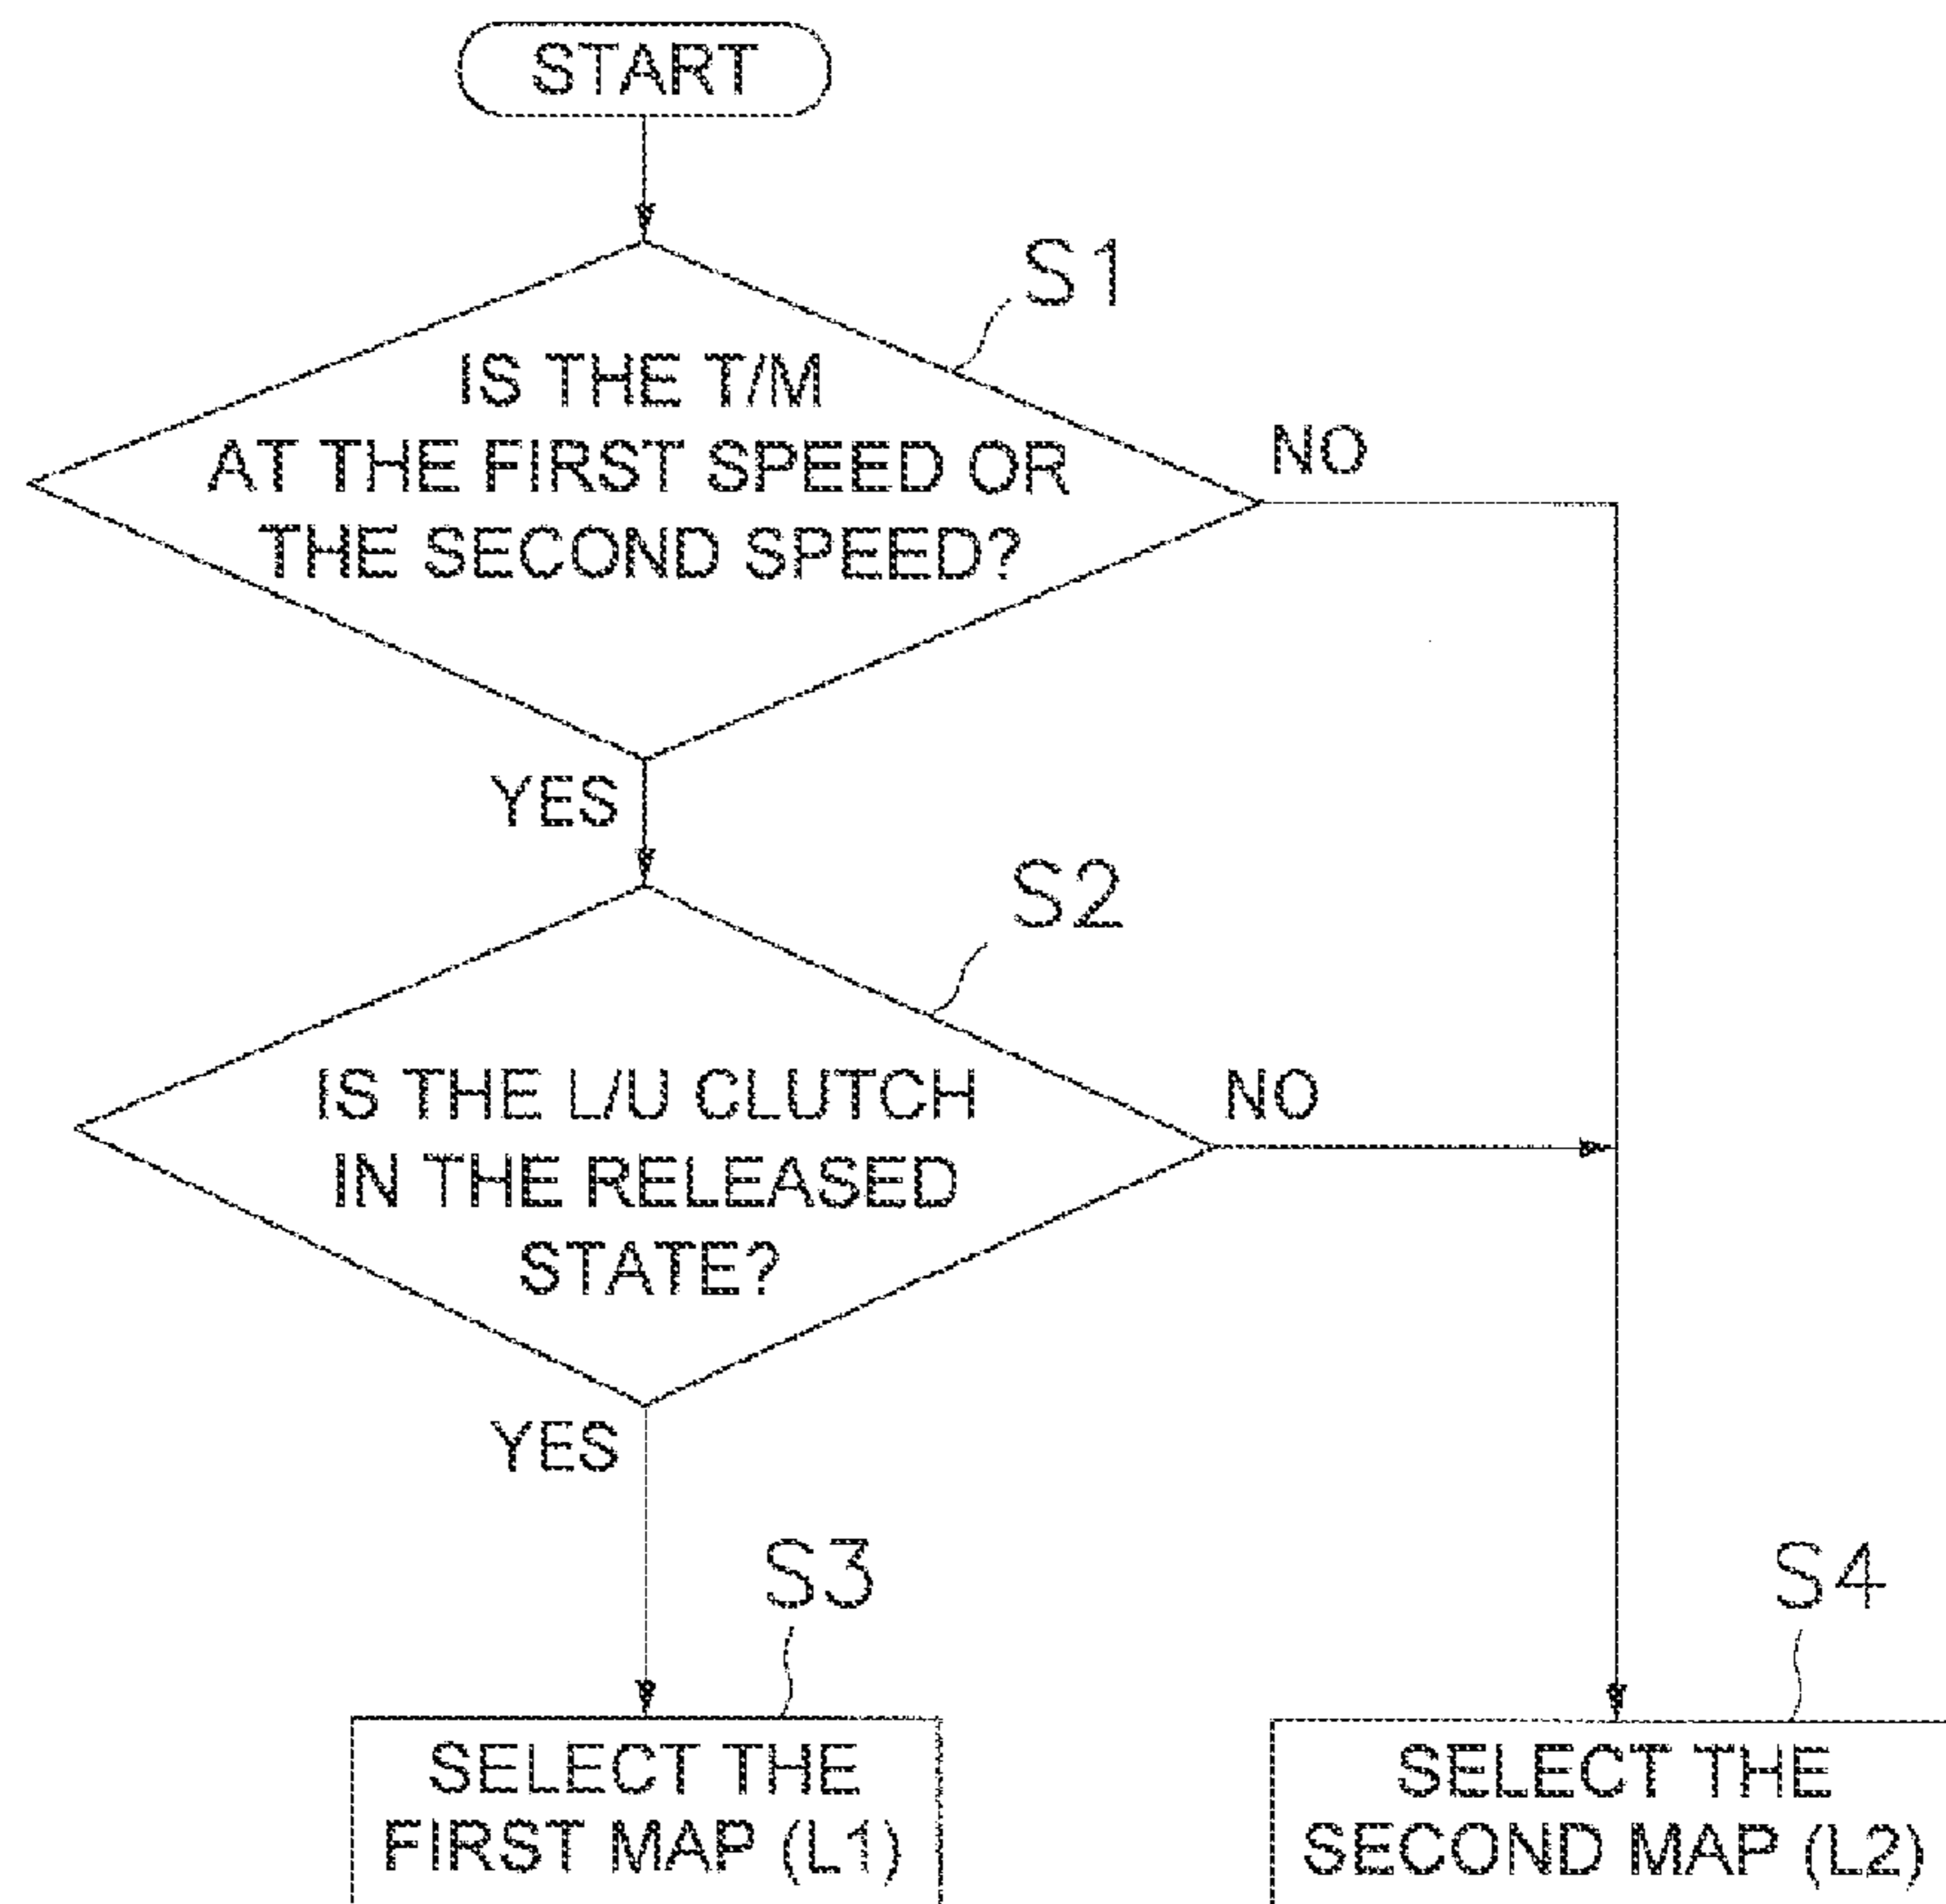 START
S1
IS THE T/M
AT THE FIRST SPEED OR
THE SECOND SPEED?
NO
YES
S2
IS THE L/U CLUTCH
IN THE RELEASED
STATE?
NO
YES
S3
S4
SELECT THE
FIRST MAP (L1)
SELECT THE
SECOND MAP (L2)